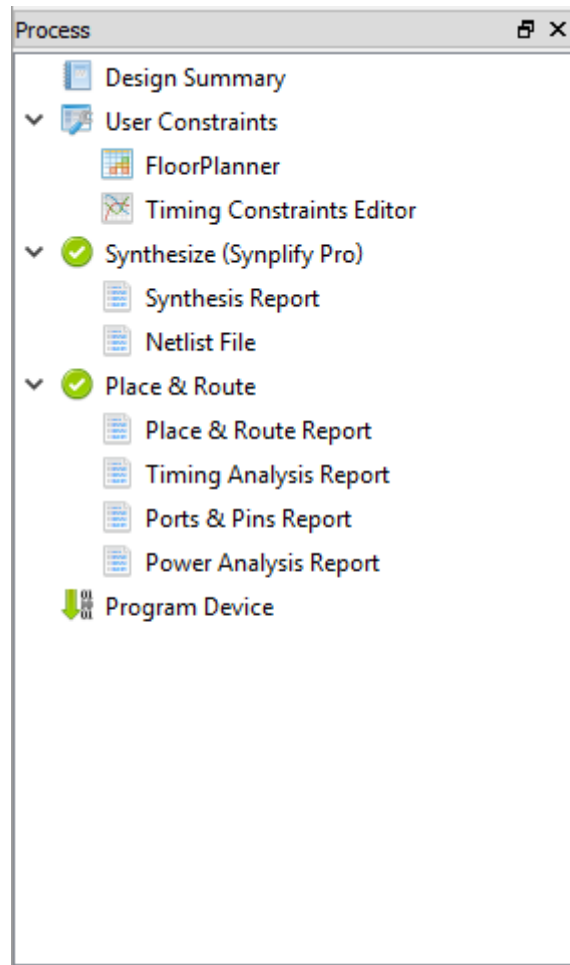 Process
Design Summary
User Constraints
FloorPlanner
Timing Constraints Editor
Synthesize (Synplify Pro)
Synthesis Report
Netlist File
Place & Route
Place & Route Report
Timing Analysis Report
Ports & Pins Report
Power Analysis Report
Program Device